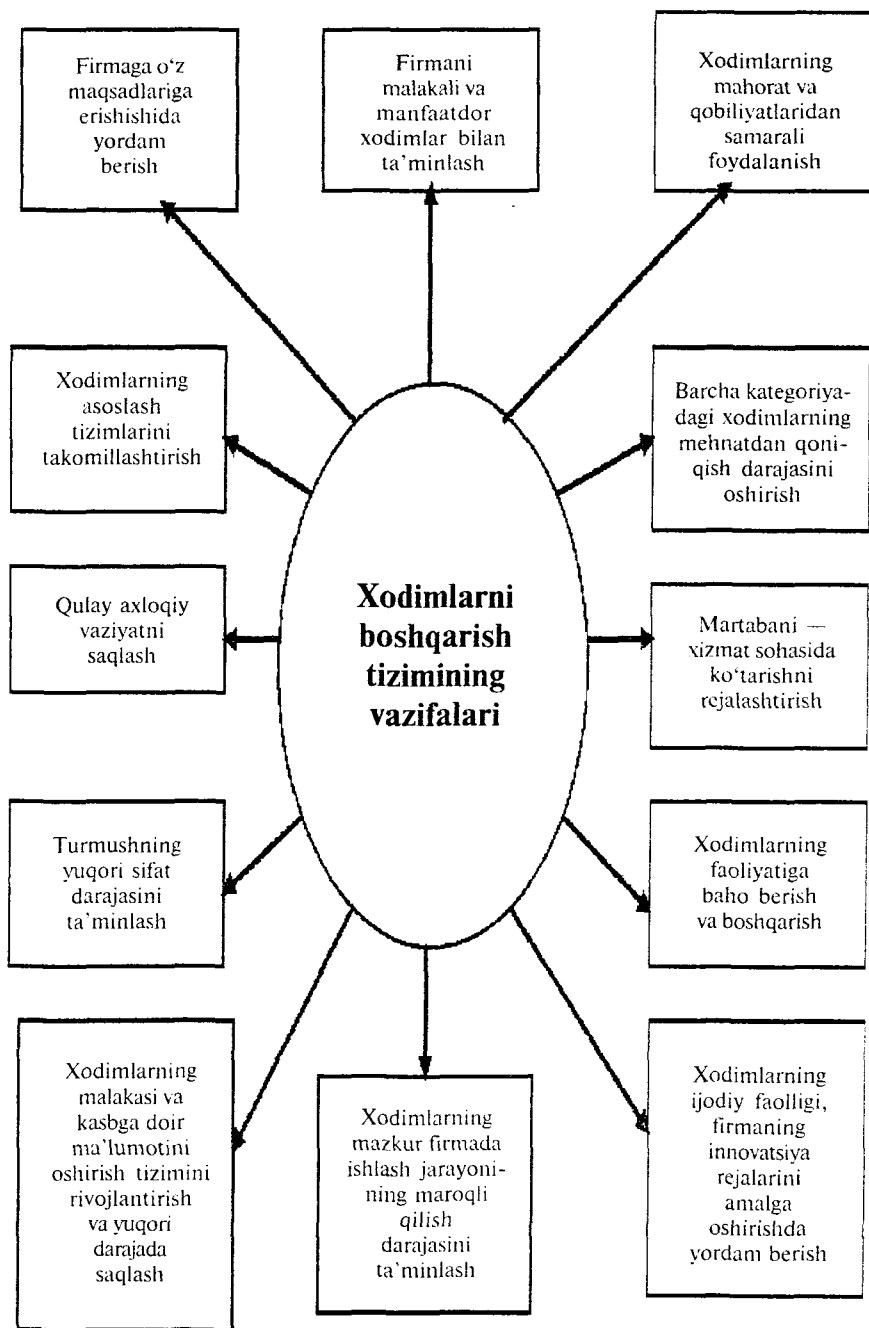 Firmaga o‘z
maqsadlariga
erishishida
yordam
berish
Firmani
malakali va
manfaatdor
xodimlar bilan
ta’minlash
Xodimlarning
mahorat va
qobiliyatlaridan
samarali
foydalanish
Xodimlarning
asoslash
tizimlarini
takomillashtirish
Barcha kategoriya-
dagi xodimlarning
mehnatdan qoni-
qish darajasini
oshirish
Qulay axloqiy
vaziyatni
saqlash
Xodimlarni
boshqarish
tizimining
vazifalari
Martabani —
xizmat sohasida
ko‘tarishni
rejalashtirish
Turmushning
yuqori sifat
darajasini
ta’minlash
Xodimlarning
faoliyatiga
baho berish
va boshqarish
Xodimlarning
malakasi va
kasbga doir
ma’lumotini
oshirish tizimini
rivojlantirish
va yuqori
darajada
saqlash
Xodimlarning
mazkur firmada
ishlash jarayoni-
ning maroqli
qilish
darajasini
ta’minlash
Xodimlarning
ijodiy faolligi,
firmaning
innovatsiya
rejalarini
amalga
oshirishda
yordam berish